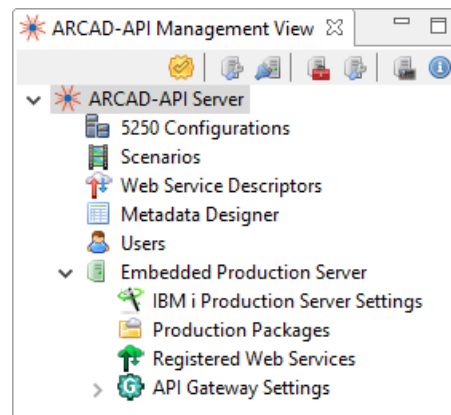 ARCAD-API Management View
ARCAD-API Server
5250 Configurations
Scenarios
Web Service Descriptors
Metadata Designer
Users
Embedded Production Server
IBM i Production Server Settings
Production Packages
Registered Web Services
API Gateway Settings